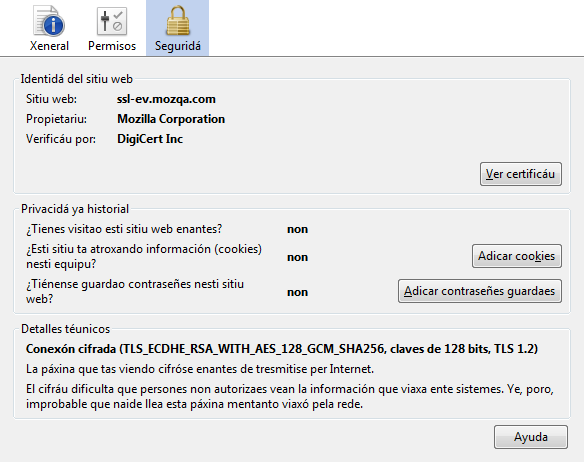 Xeneral
Permisos
Seguridá
Identidá del sitiu web
Sitiu web: ssl-ev.mozqa.com
Propietariu: Mozilla Corporation
Verificáu por: DigiCert Inc
Ver certificáu
Privacidá ya historial
¿Tienes visitao esti sitiu web enantes? non
¿Esti sitiu ta atroxando información (cookies)
nesti equipu? non
Adicar cookies
¿Tiénense guardao contraseñes nesti sitiu
web? non
Adicar contraseñes guardaes
Detalles téunicos
Conexón cifrada (TLS_ECDHE_RSA_WITH_AES_128_GCM_SHA256, claves de 128 bits, TLS 1.2)
La páxina que tas viendo cifróse enantes de tresmitise per Internet.
El cifráu dificulta que persones non autorizaes vean la información que viaxa ente sistemes. Ye, poro,
improbable que naide llea esta páxina mentanto viaxó pela rede.
Ayuda